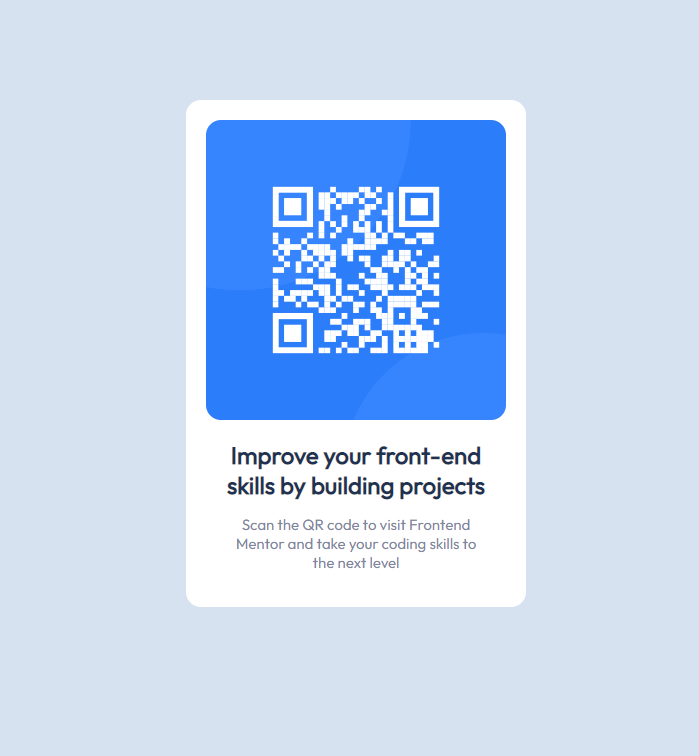 Improve your front-end
skills by building projects
Scan the QR code to visit Frontend
Mentor and take your coding skills to
the next level